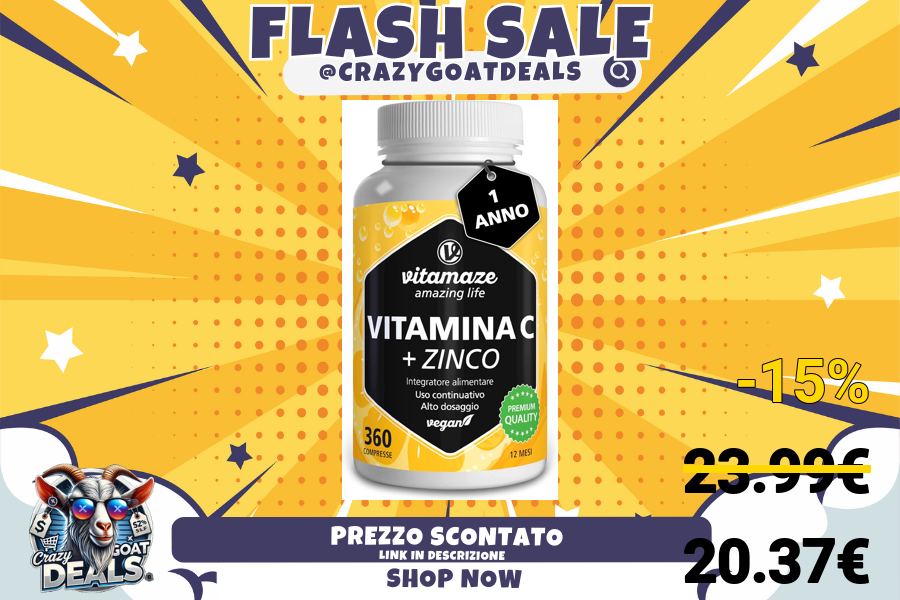 FLASH SALE
@CRAZYGOATDEALS
1
ANNO
vitamaze
amazing life
VITAMINA C
+ ZINCO
Integratore alimentare
Uso continuativo
Alto dosaggio
vegan
PREMIUM
QUALITY
360
COMPRESSE
12 MESI
-15%
23.99€
20.37€
PREZZO SCONTATO
LINK IN DESCRIZIONE
SHOP NOW
$
52%
Crazy
GOAT
DEALS